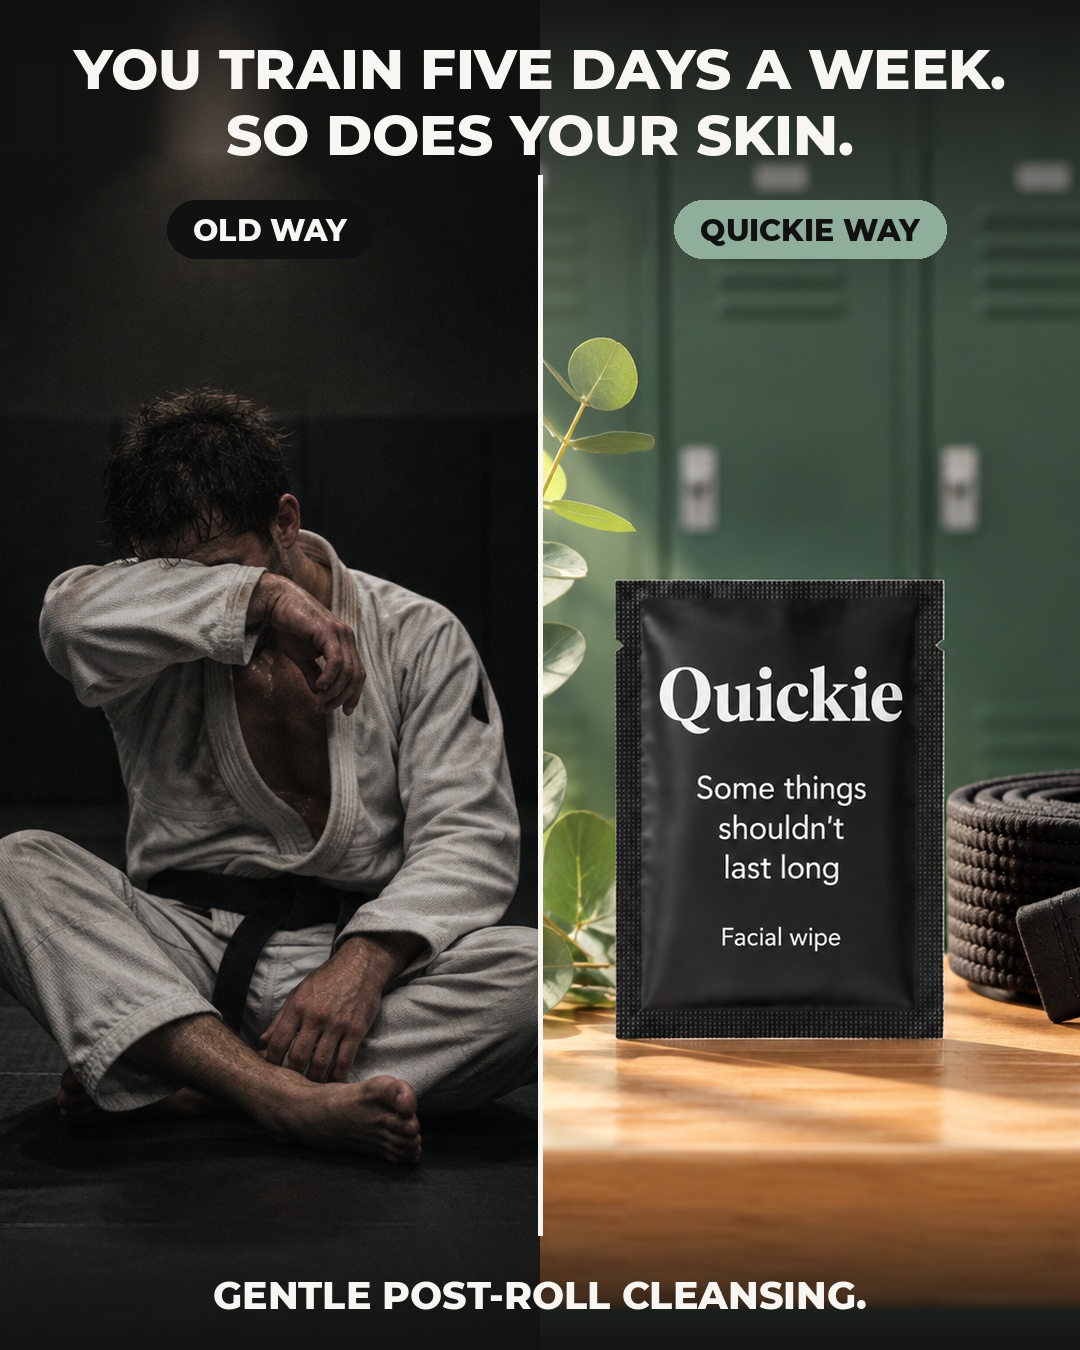 YOU TRAIN FIVE DAYS A WEEK.
SO DOES YOUR SKIN.
OLD WAY
QUICKIE WAY
Quickie
Some things
shouldn't
last long
Facial wipe
GENTLE POST-ROLL CLEANSING.